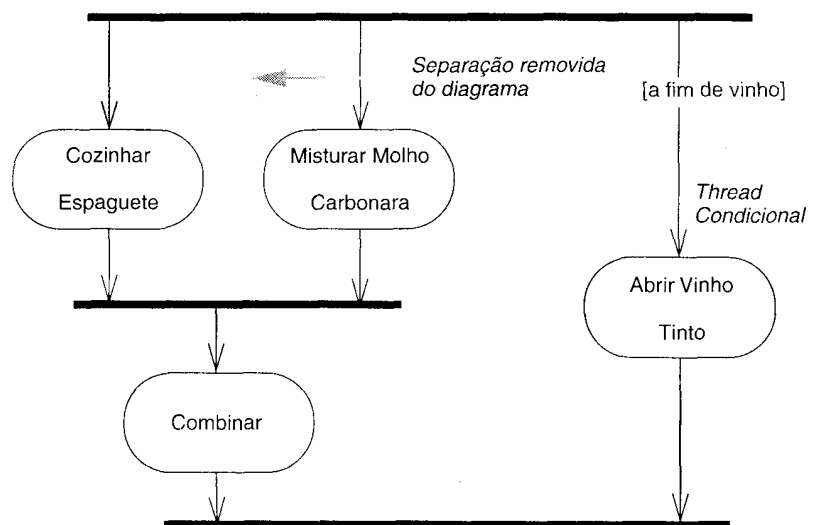 Separação removida
do diagrama
[a fim de vinho]
Cozinhar
Espaguete
Misturar Molho
Carbonara
Thread
Condicional
Abrir Vinho
Tinto
Combinar